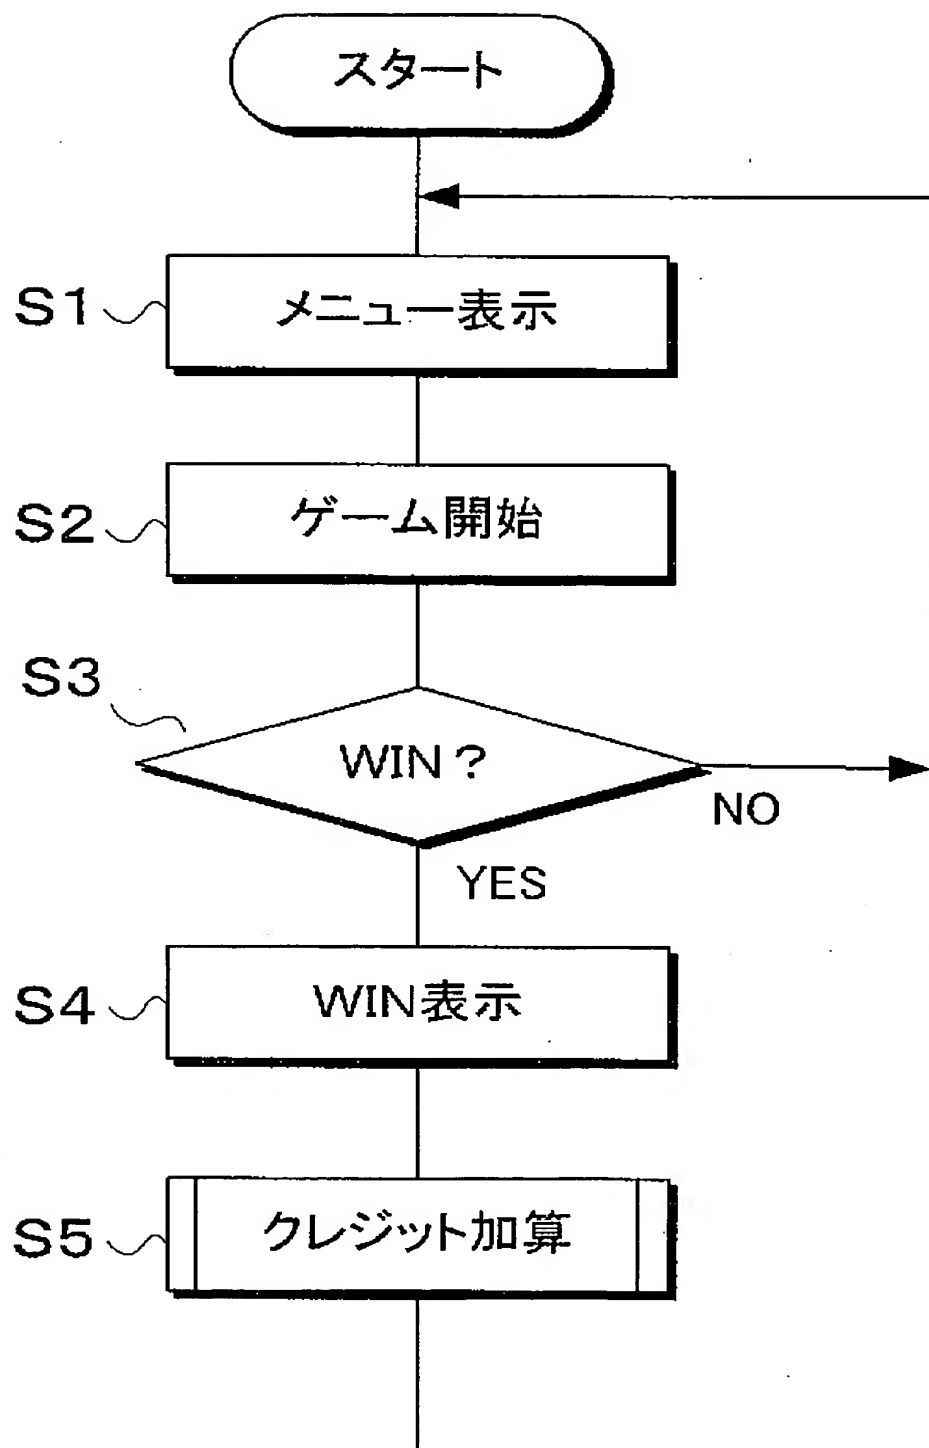 スタート
S1
メニュー表示
S2
ゲーム開始
S3
WIN？
NO
YES
S4
WIN表示
S5
クレジット加算